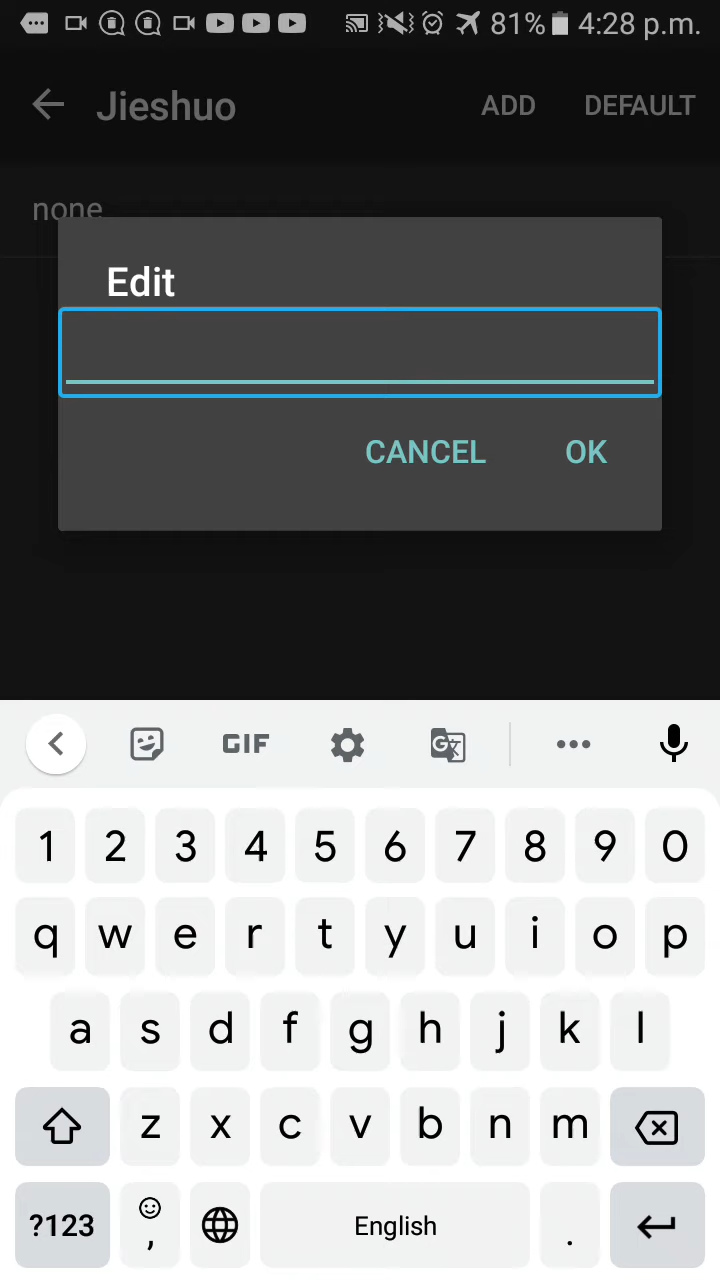 81% 4:28 p.m.
Jieshuo ADD DEFAULT
none
Edit
CANCEL OK
GIF
1 2 3 4 5 6 7 8 9 0
q w e r t y u i o p
a s d f g h j k l
z x c v b n m
?123 , English .